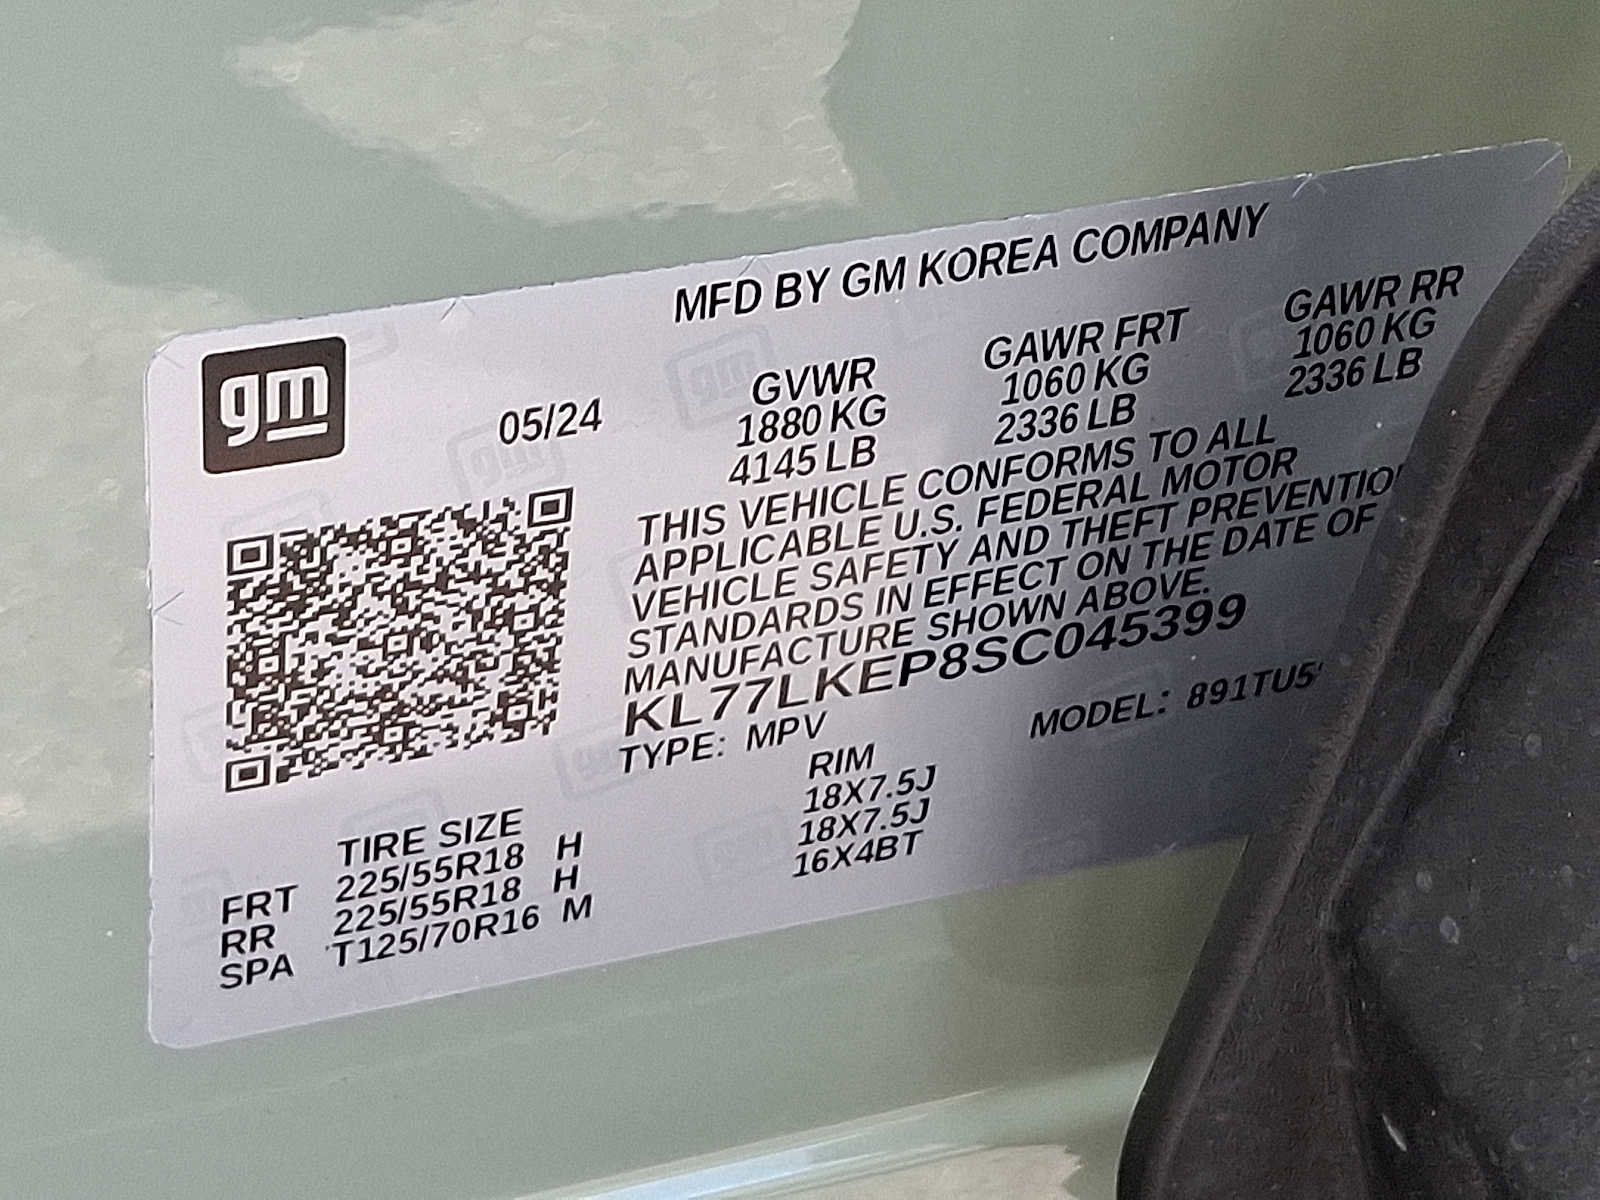 MFD BY GM KOREA COMPANY
gm
05/24
GVWR GAWR FRT GAWR RR
1880 KG 1060 KG 1060 KG
4145 LB 2336 LB 2336 LB
THIS VEHICLE CONFORMS TO ALL
APPLICABLE U.S. FEDERAL MOTOR
VEHICLE SAFETY AND THEFT PREVENTIO
STANDARDS IN EFFECT ON THE DATE OF
MANUFACTURE SHOWN ABOVE.
KL77LKEP8SC045399
TYPE: MPV MODEL: 891TU5
TIRE SIZE RIM
FRT 225/55R18 H 18X7.5J
RR 225/55R18 H 18X7.5J
SPA T125/70R16 M 16X4BT